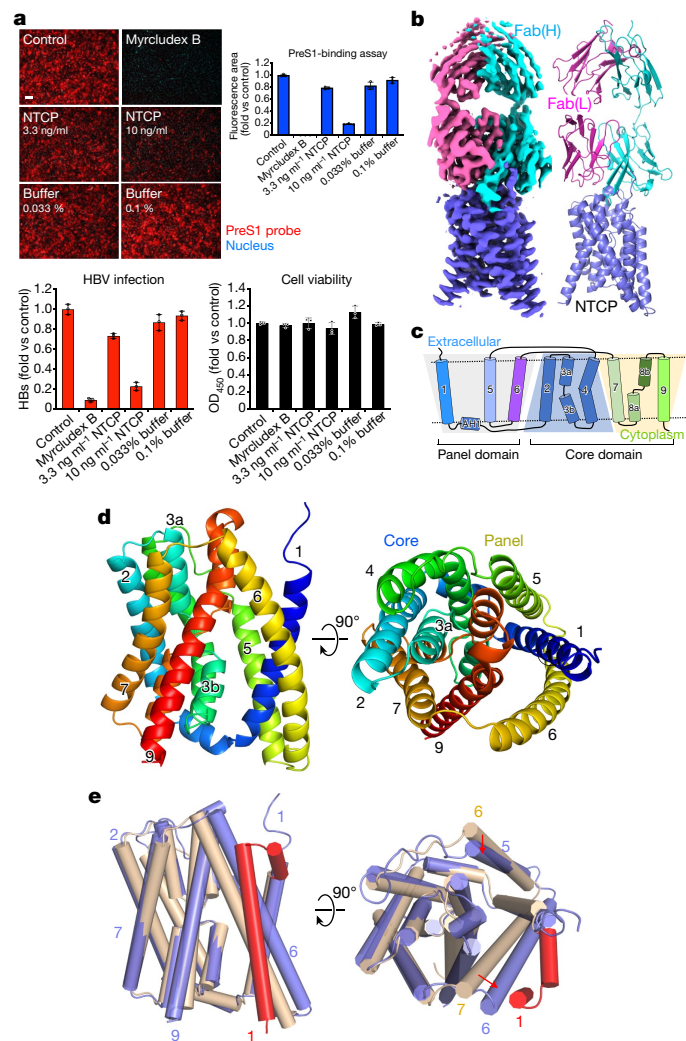 a
Control
Myrcludex B
NTCP
3.3 ng/ml
NTCP
10 ng/ml
Buffer
0.033 %
Buffer
0.1 %
PreS1 probe
Nucleus
PreS1-binding assay
Fluorescence area
(fold vs control)
1.2
1.0
0.8
0.6
0.4
0.2
0
Control
Myrcludex B
3.3 ng ml⁻¹ NTCP
10 ng ml⁻¹ NTCP
0.033% buffer
0.1% buffer
HBV infection
HBs (fold vs control)
1.2
1.0
0.8
0.6
0.4
0.2
0
Control
Myrcludex B
3.3 ng ml⁻¹ NTCP
10 ng ml⁻¹ NTCP
0.033% buffer
0.1% buffer
Cell viability
OD₄₅₀ (fold vs control)
1.4
1.2
1.0
0.8
0.6
0.4
0.2
0
Control
Myrcludex B
3.3 ng ml⁻¹ NTCP
10 ng ml⁻¹ NTCP
0.033% buffer
0.1% buffer
b
Fab(H)
Fab(L)
NTCP
c
Extracellular
1
AH1
5
6
2
3a
3b
4
7
8a
8b
9
Cytoplasm
Panel domain
Core domain
d
3a
1
2
6
5
3b
7
9
90°
Core
Panel
4
5
3a
1
2
7
9
6
e
2
1
7
6
9
1
90°
6
5
7
6
1